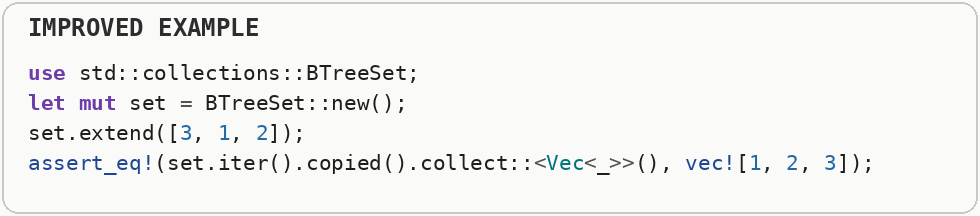 IMPROVED EXAMPLE
use std::collections::BTreeSet;
let mut set = BTreeSet::new();
set.extend([3, 1, 2]);
assert_eq!(set.iter().copied().collect::<Vec<_>>(), vec![1, 2, 3]);